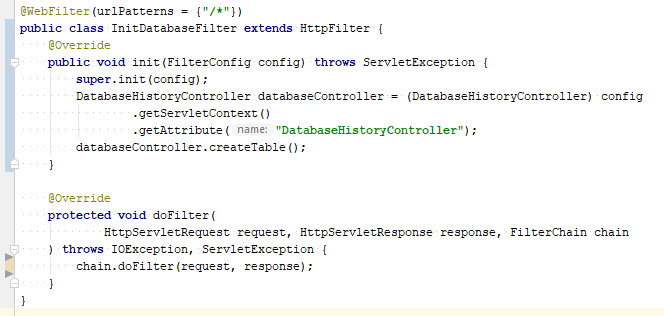 @WebFilter(urlPatterns = {"/*"})
public class InitDatabaseFilter extends HttpFilter {
    @Override
    public void init(FilterConfig config) throws ServletException {
        super.init(config);
        DatabaseHistoryController databaseController = (DatabaseHistoryController) config
                .getServletContext()
                .getAttribute( name: "DatabaseHistoryController");
        databaseController.createTable();
    }

    @Override
    protected void doFilter(
            HttpServletRequest request, HttpServletResponse response, FilterChain chain
    ) throws IOException, ServletException {
        chain.doFilter(request, response);
    }
}